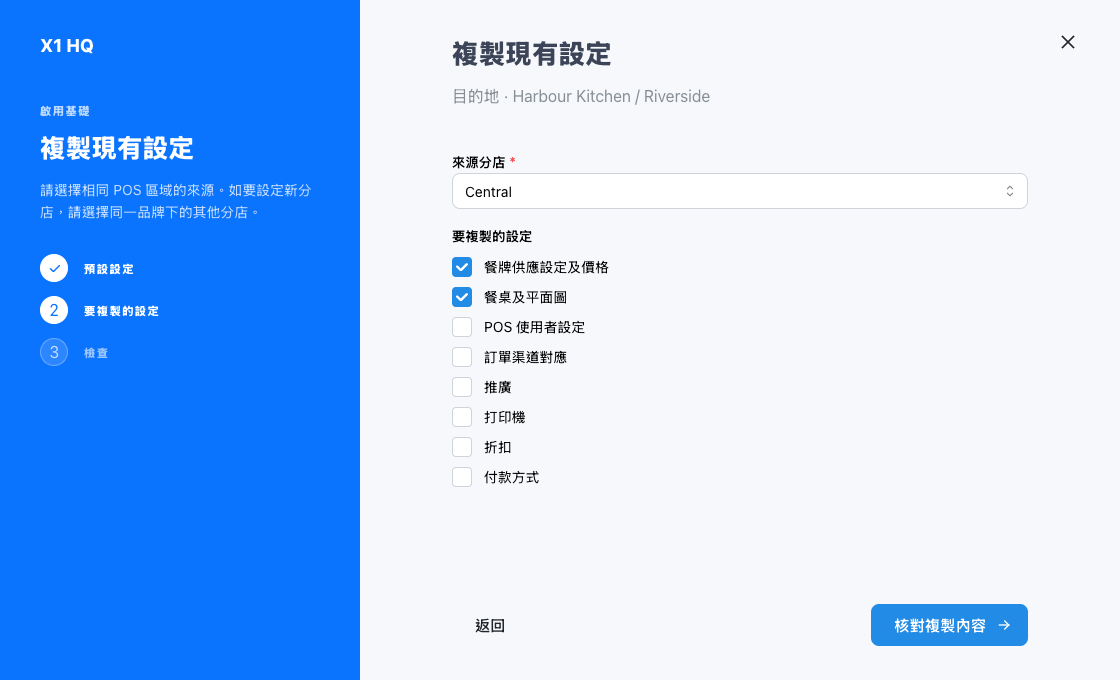 X1 HQ
啟用基礎
複製現有設定
請選擇相同 POS 區域的來源。如要設定新分
店，請選擇同一品牌下的其他分店。
預設設定
2 要複製的設定
3 檢查
複製現有設定
目的地 · Harbour Kitchen / Riverside
來源分店 *
Central
要複製的設定
餐牌供應設定及價格
餐桌及平面圖
POS 使用者設定
訂單渠道對應
推廣
打印機
折扣
付款方式
返回
核對複製內容 →